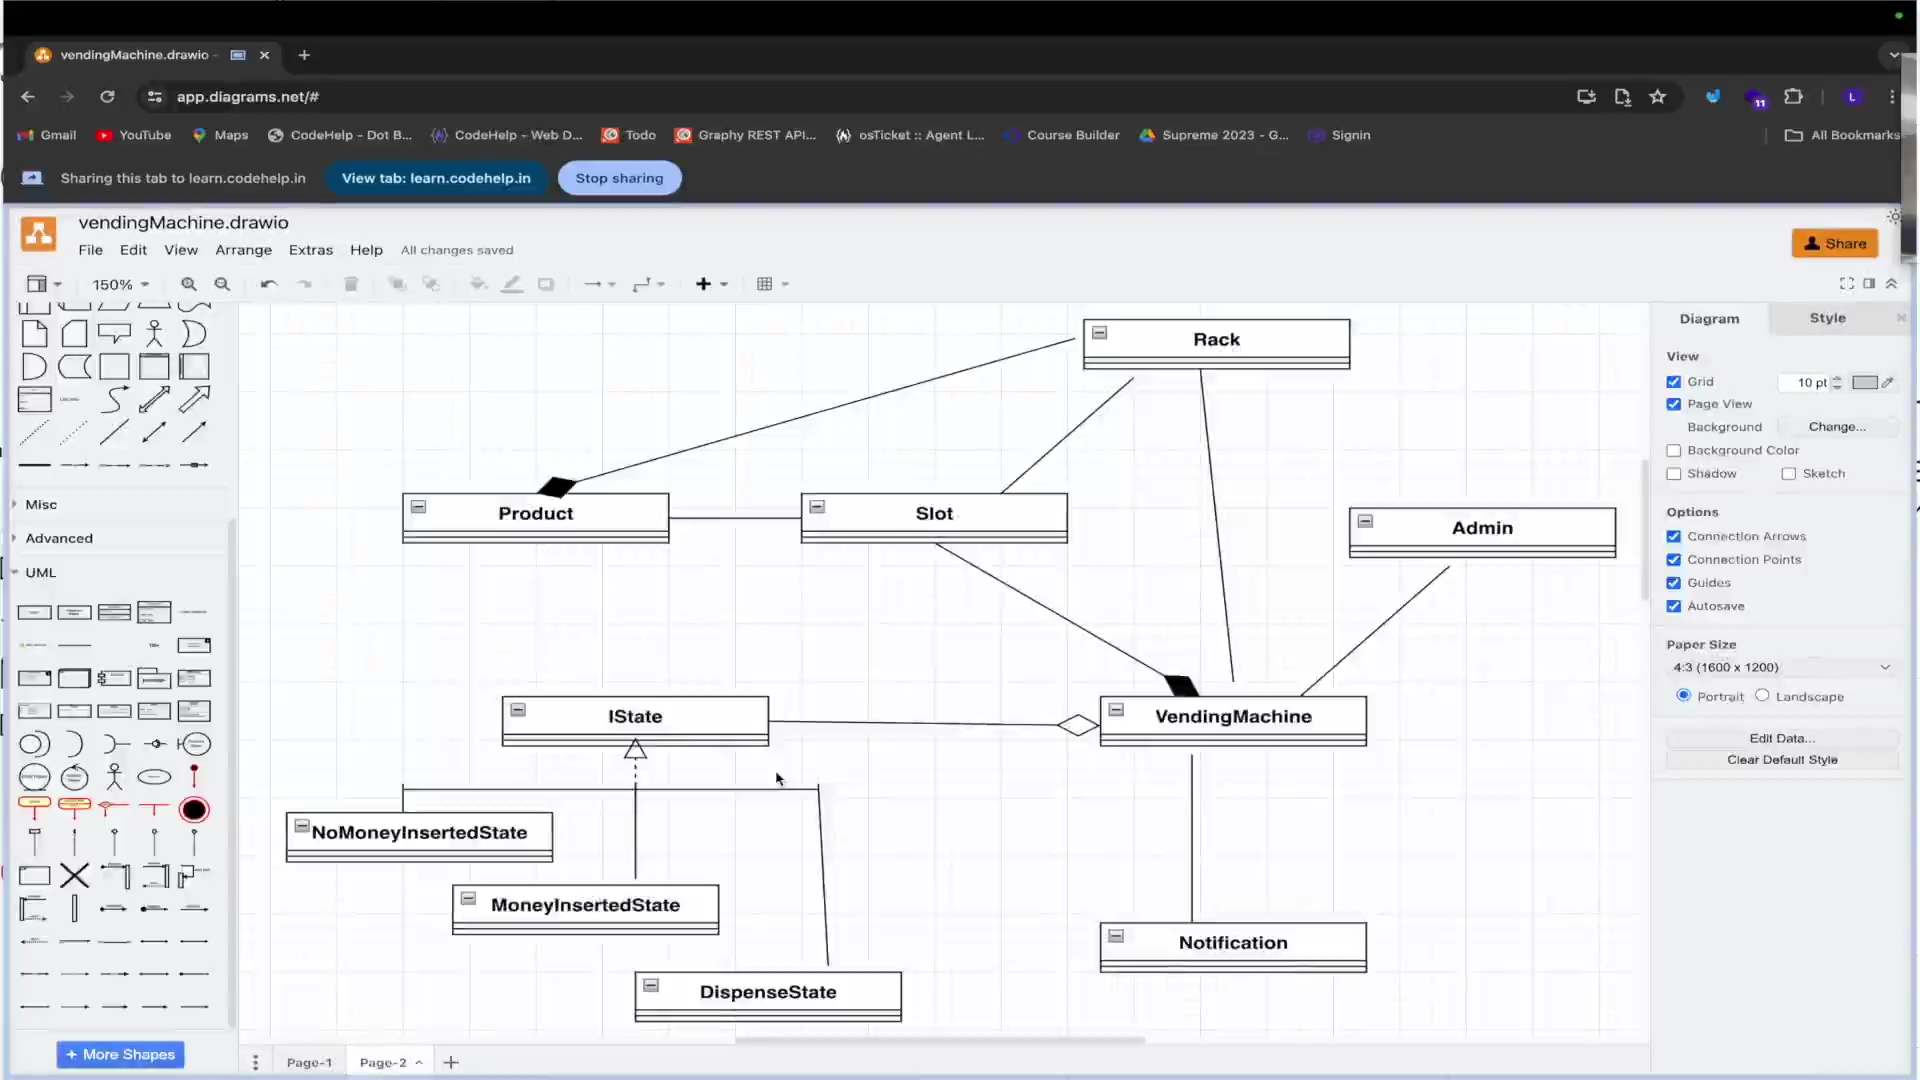 vendingMachine.drawio -
app.diagrams.net/#
11
L
Gmail
YouTube
Maps
CodeHelp - Dot B...
CodeHelp - Web D...
Todo
Graphy REST API...
osTicket :: Agent L...
Course Builder
Supreme 2023 - G...
Signin
All Bookmarks
Sharing this tab to learn.codehelp.in
View tab: learn.codehelp.in
Stop sharing
vendingMachine.drawio
File
Edit
View
Arrange
Extras
Help
All changes saved
Share
150%
Misc
Advanced
UML
+ More Shapes
Rack
Product
Slot
Admin
IState
VendingMachine
NoMoneyInsertedState
MoneyInsertedState
DispenseState
Notification
Page-1
Page-2
Diagram
Style
View
Grid
10 pt
Page View
Background
Change...
Background Color
Shadow
Sketch
Options
Connection Arrows
Connection Points
Guides
Autosave
Paper Size
4:3 (1600 x 1200)
Portrait
Landscape
Edit Data...
Clear Default Style